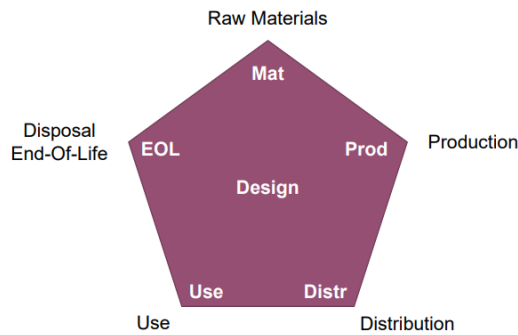 Raw Materials
Mat
Disposal
End-Of-Life
EOL
Prod
Production
Design
Use
Distr
Use
Distribution